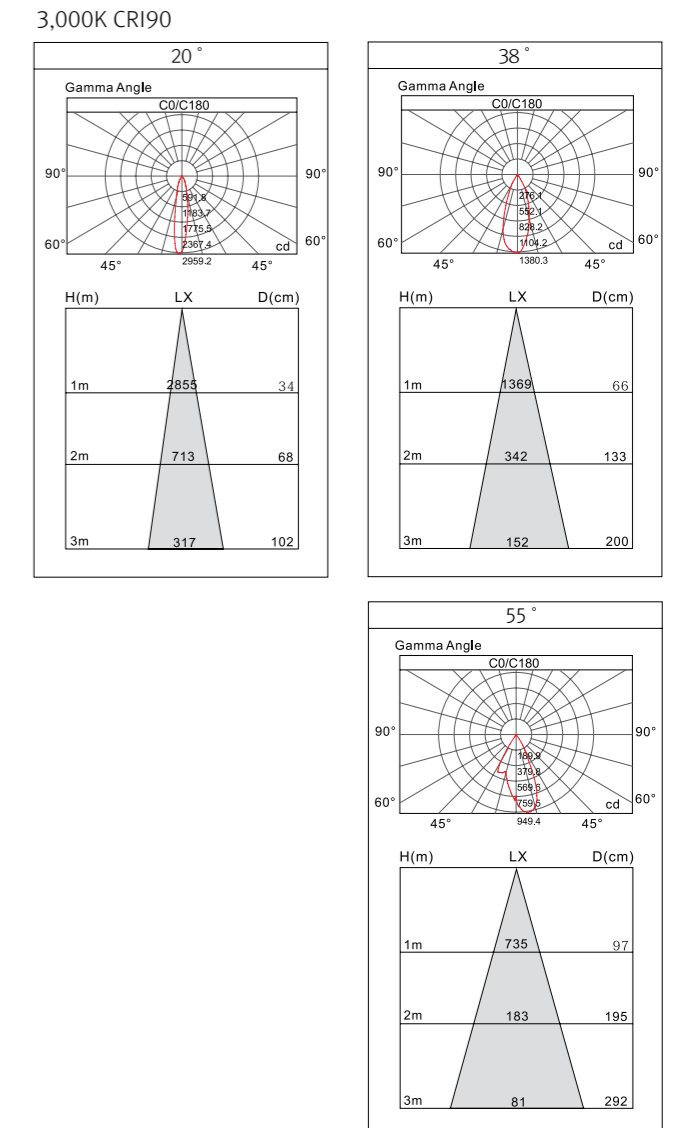 3,000K CRI90
20°
Gamma Angle
C0/C180
90° 90°
591.8
1183.7
1775.5
60° 2367.4 cd 60°
45° 2959.2 45°
H(m) LX D(cm)
1m 2855 34
2m 713 68
3m 317 102
38°
Gamma Angle
C0/C180
90° 90°
276.1
552.1
828.2
60° 1104.2 cd 60°
45° 1380.3 45°
H(m) LX D(cm)
1m 1369 66
2m 342 133
3m 152 200
55°
Gamma Angle
C0/C180
90° 90°
189.9
379.8
569.6
60° 759.5 cd 60°
45° 949.4 45°
H(m) LX D(cm)
1m 735 97
2m 183 195
3m 81 292